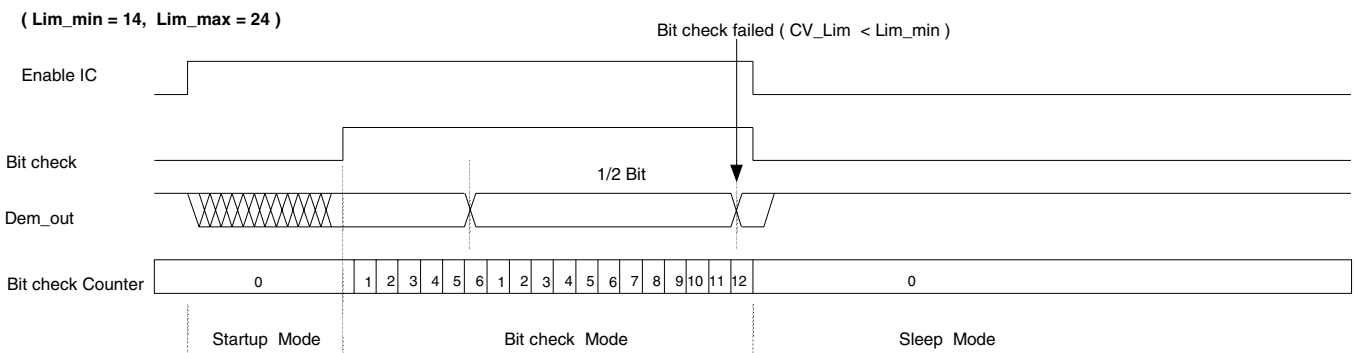 ( Lim_min = 14, Lim_max = 24 )
Bit check failed ( CV_Lim < Lim_min )
Enable IC
Bit check
1/2 Bit
Dem_out
Bit check Counter 0 1 2 3 4 5 6 1 2 3 4 5 6 7 8 9 10 11 12 0
Startup Mode Bit check Mode Sleep Mode